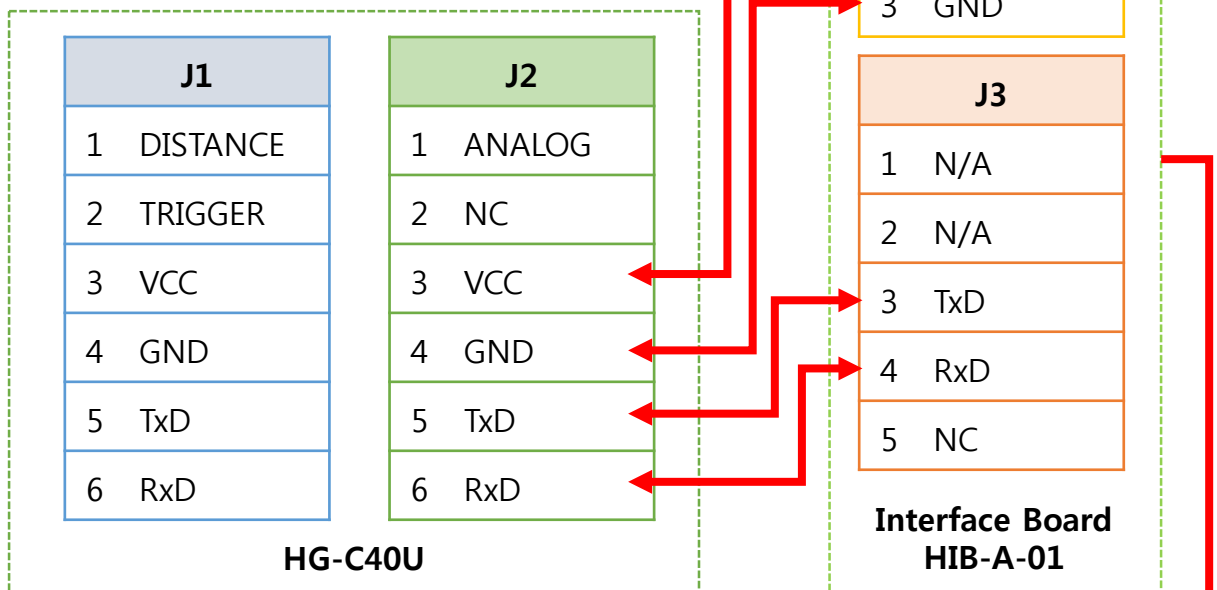 3 GND
J1
1 DISTANCE
2 TRIGGER
3 VCC
4 GND
5 TxD
6 RxD
J2
1 ANALOG
2 NC
3 VCC
4 GND
5 TxD
6 RxD
HG-C40U
J3
1 N/A
2 N/A
3 TxD
4 RxD
5 NC
Interface Board
HIB-A-01